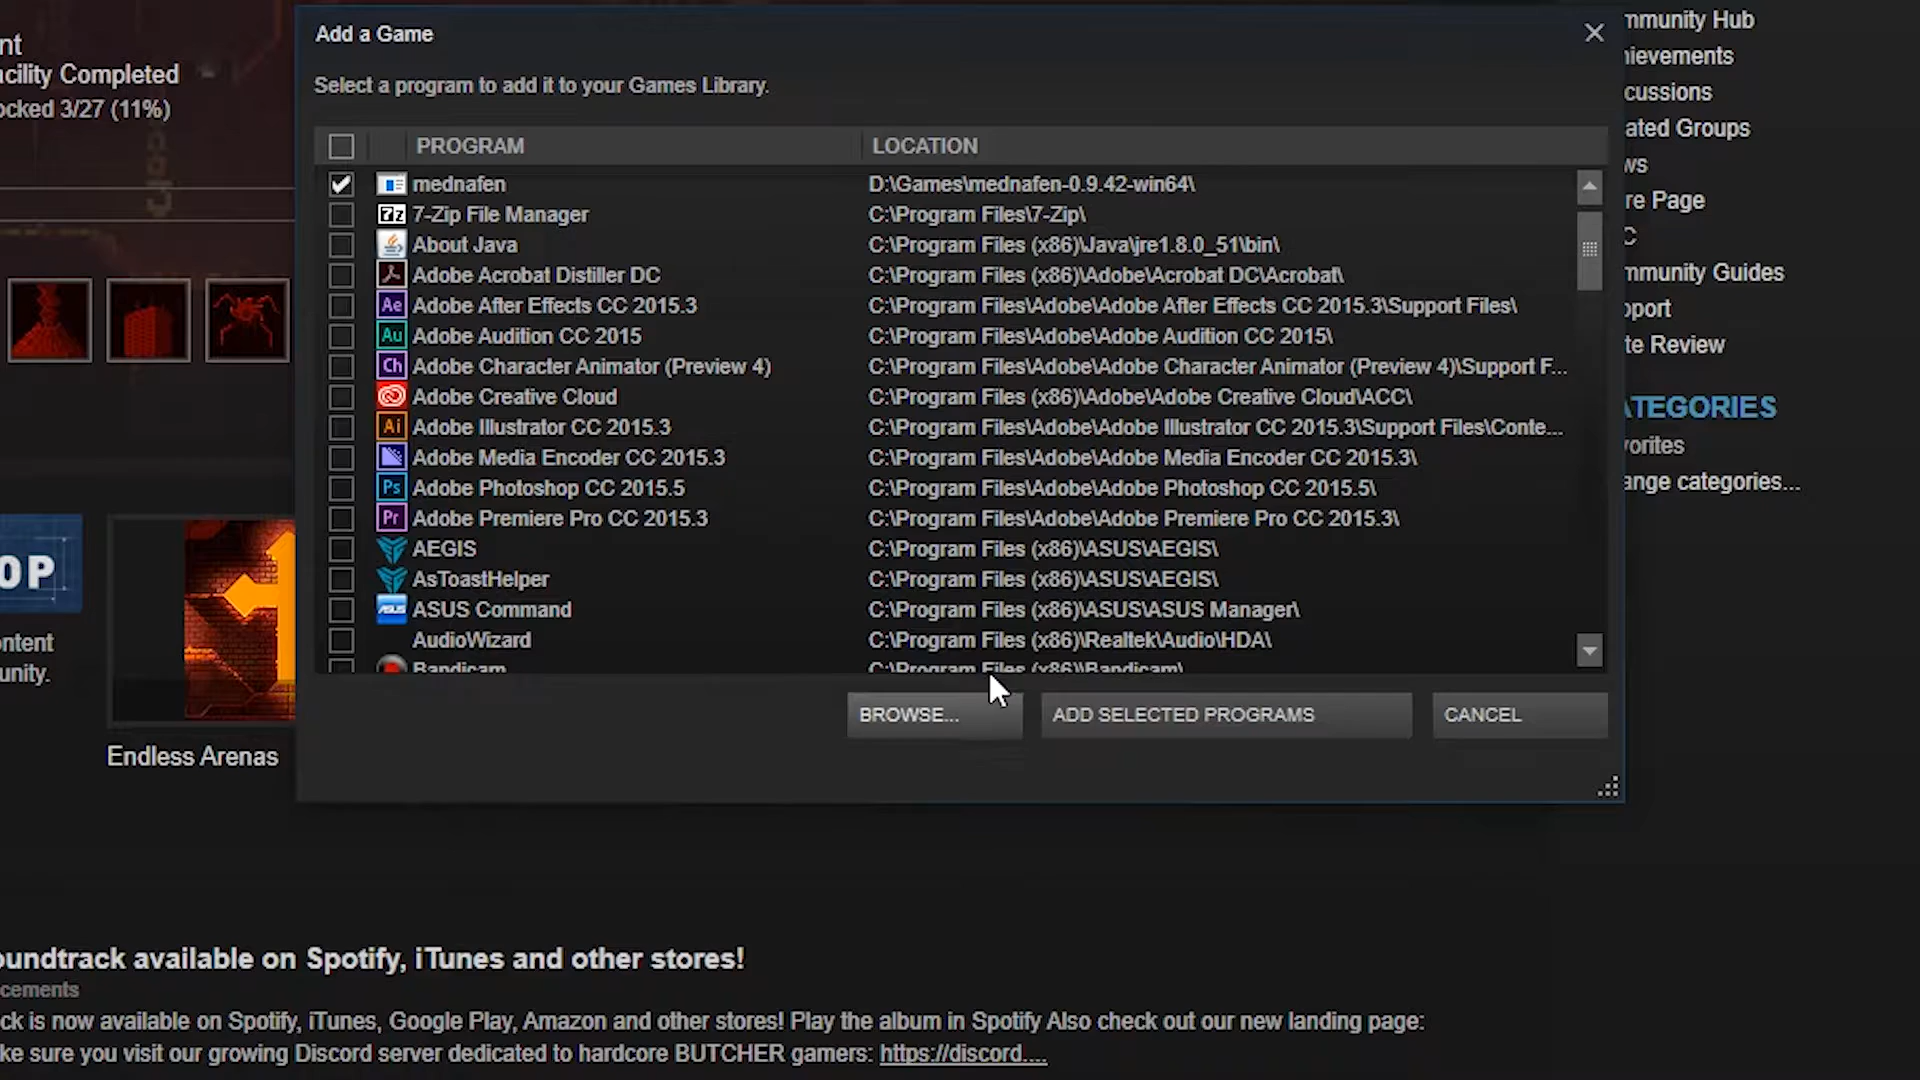 Add a Game
Select a program to add it to your Games Library.
PROGRAM LOCATION
mednafen D:\Games\mednafen-0.9.42-win64\
7z 7-Zip File Manager C:\Program Files\7-Zip\
About Java C:\Program Files (x86)\Java\jre1.8.0_51\bin\
Adobe Acrobat Distiller DC C:\Program Files (x86)\Adobe\Acrobat DC\Acrobat\
Ae Adobe After Effects CC 2015.3 C:\Program Files\Adobe\Adobe After Effects CC 2015.3\Support Files\
Au Adobe Audition CC 2015 C:\Program Files\Adobe\Adobe Audition CC 2015\
Ch Adobe Character Animator (Preview 4) C:\Program Files\Adobe\Adobe Character Animator (Preview 4)\Support F...
Adobe Creative Cloud C:\Program Files (x86)\Adobe\Adobe Creative Cloud\ACC\
Ai Adobe Illustrator CC 2015.3 C:\Program Files\Adobe\Adobe Illustrator CC 2015.3\Support Files\Conte...
Adobe Media Encoder CC 2015.3 C:\Program Files\Adobe\Adobe Media Encoder CC 2015.3\
Ps Adobe Photoshop CC 2015.5 C:\Program Files\Adobe\Adobe Photoshop CC 2015.5\
Pr Adobe Premiere Pro CC 2015.3 C:\Program Files\Adobe\Adobe Premiere Pro CC 2015.3\
AEGIS C:\Program Files (x86)\ASUS\AEGIS\
AsToastHelper C:\Program Files (x86)\ASUS\AEGIS\
ASUS ASUS Command C:\Program Files (x86)\ASUS\ASUS Manager\
AudioWizard C:\Program Files (x86)\Realtek\Audio\HDA\
Bandicam C:\Program Files (x86)\Bandicam\
BROWSE... ADD SELECTED PROGRAMS CANCEL
nt
cility Completed
ocked 3/27 (11%)
OP
ntent
unity.
Endless Arenas
mmunity Hub
hievements
cussions
ated Groups
ws
re Page
C
mmunity Guides
pport
te Review
ATEGORIES
vorites
ange categories...
oundtrack available on Spotify, iTunes and other stores!
cements
ck is now available on Spotify, iTunes, Google Play, Amazon and other stores! Play the album in Spotify Also check out our new landing page:
ke sure you visit our growing Discord server dedicated to hardcore BUTCHER gamers: https://discord....